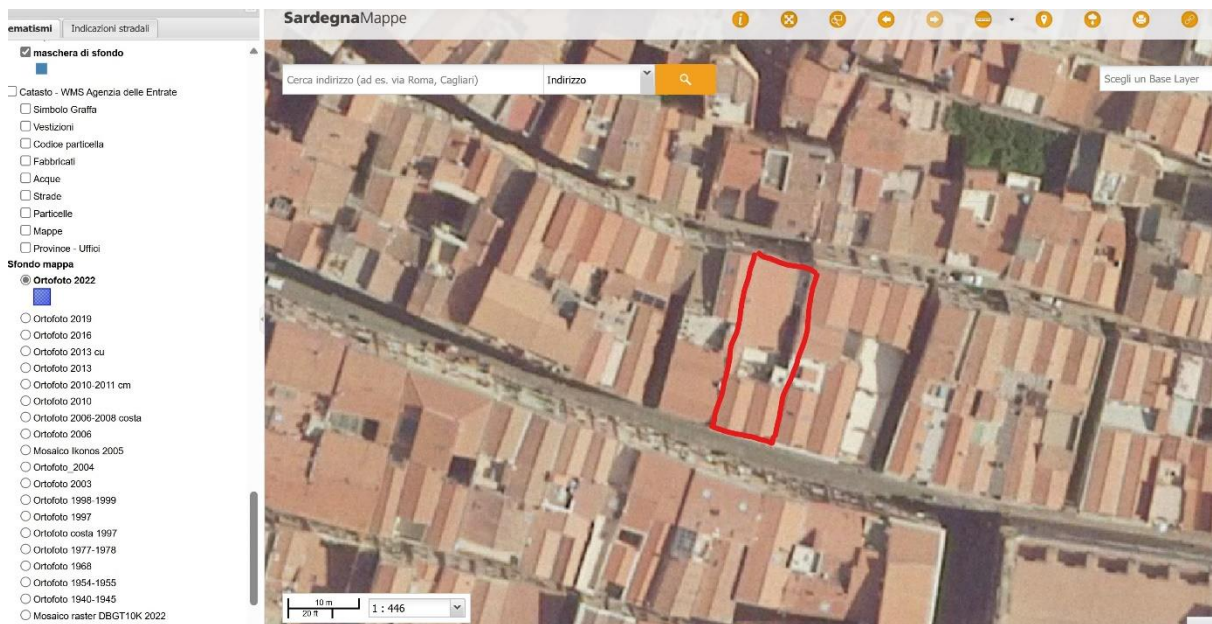 SardegnaMappe
ematismi
Indicazioni stradali
maschera di sfondo
Catasto - WMS Agenzia delle Entrate
Simbolo Graffa
Vestizioni
Codice particella
Fabbricati
Acque
Strade
Particelle
Mappe
Province - Uffici
Sfondo mappa
Ortofoto 2022
Ortofoto 2019
Ortofoto 2016
Ortofoto 2013 cu
Ortofoto 2013
Ortofoto 2010-2011 cm
Ortofoto 2010
Ortofoto 2006-2008 costa
Ortofoto 2006
Mosaico Ikonos 2005
Ortofoto_2004
Ortofoto 2003
Ortofoto 1998-1999
Ortofoto 1997
Ortofoto costa 1997
Ortofoto 1977-1978
Ortofoto 1968
Ortofoto 1954-1955
Ortofoto 1940-1945
Mosaico raster DBGT10K 2022
Cerca indirizzo (ad es. via Roma, Cagliari)
Indirizzo
Scegli un Base Layer
10 m
20 ft
1 : 446